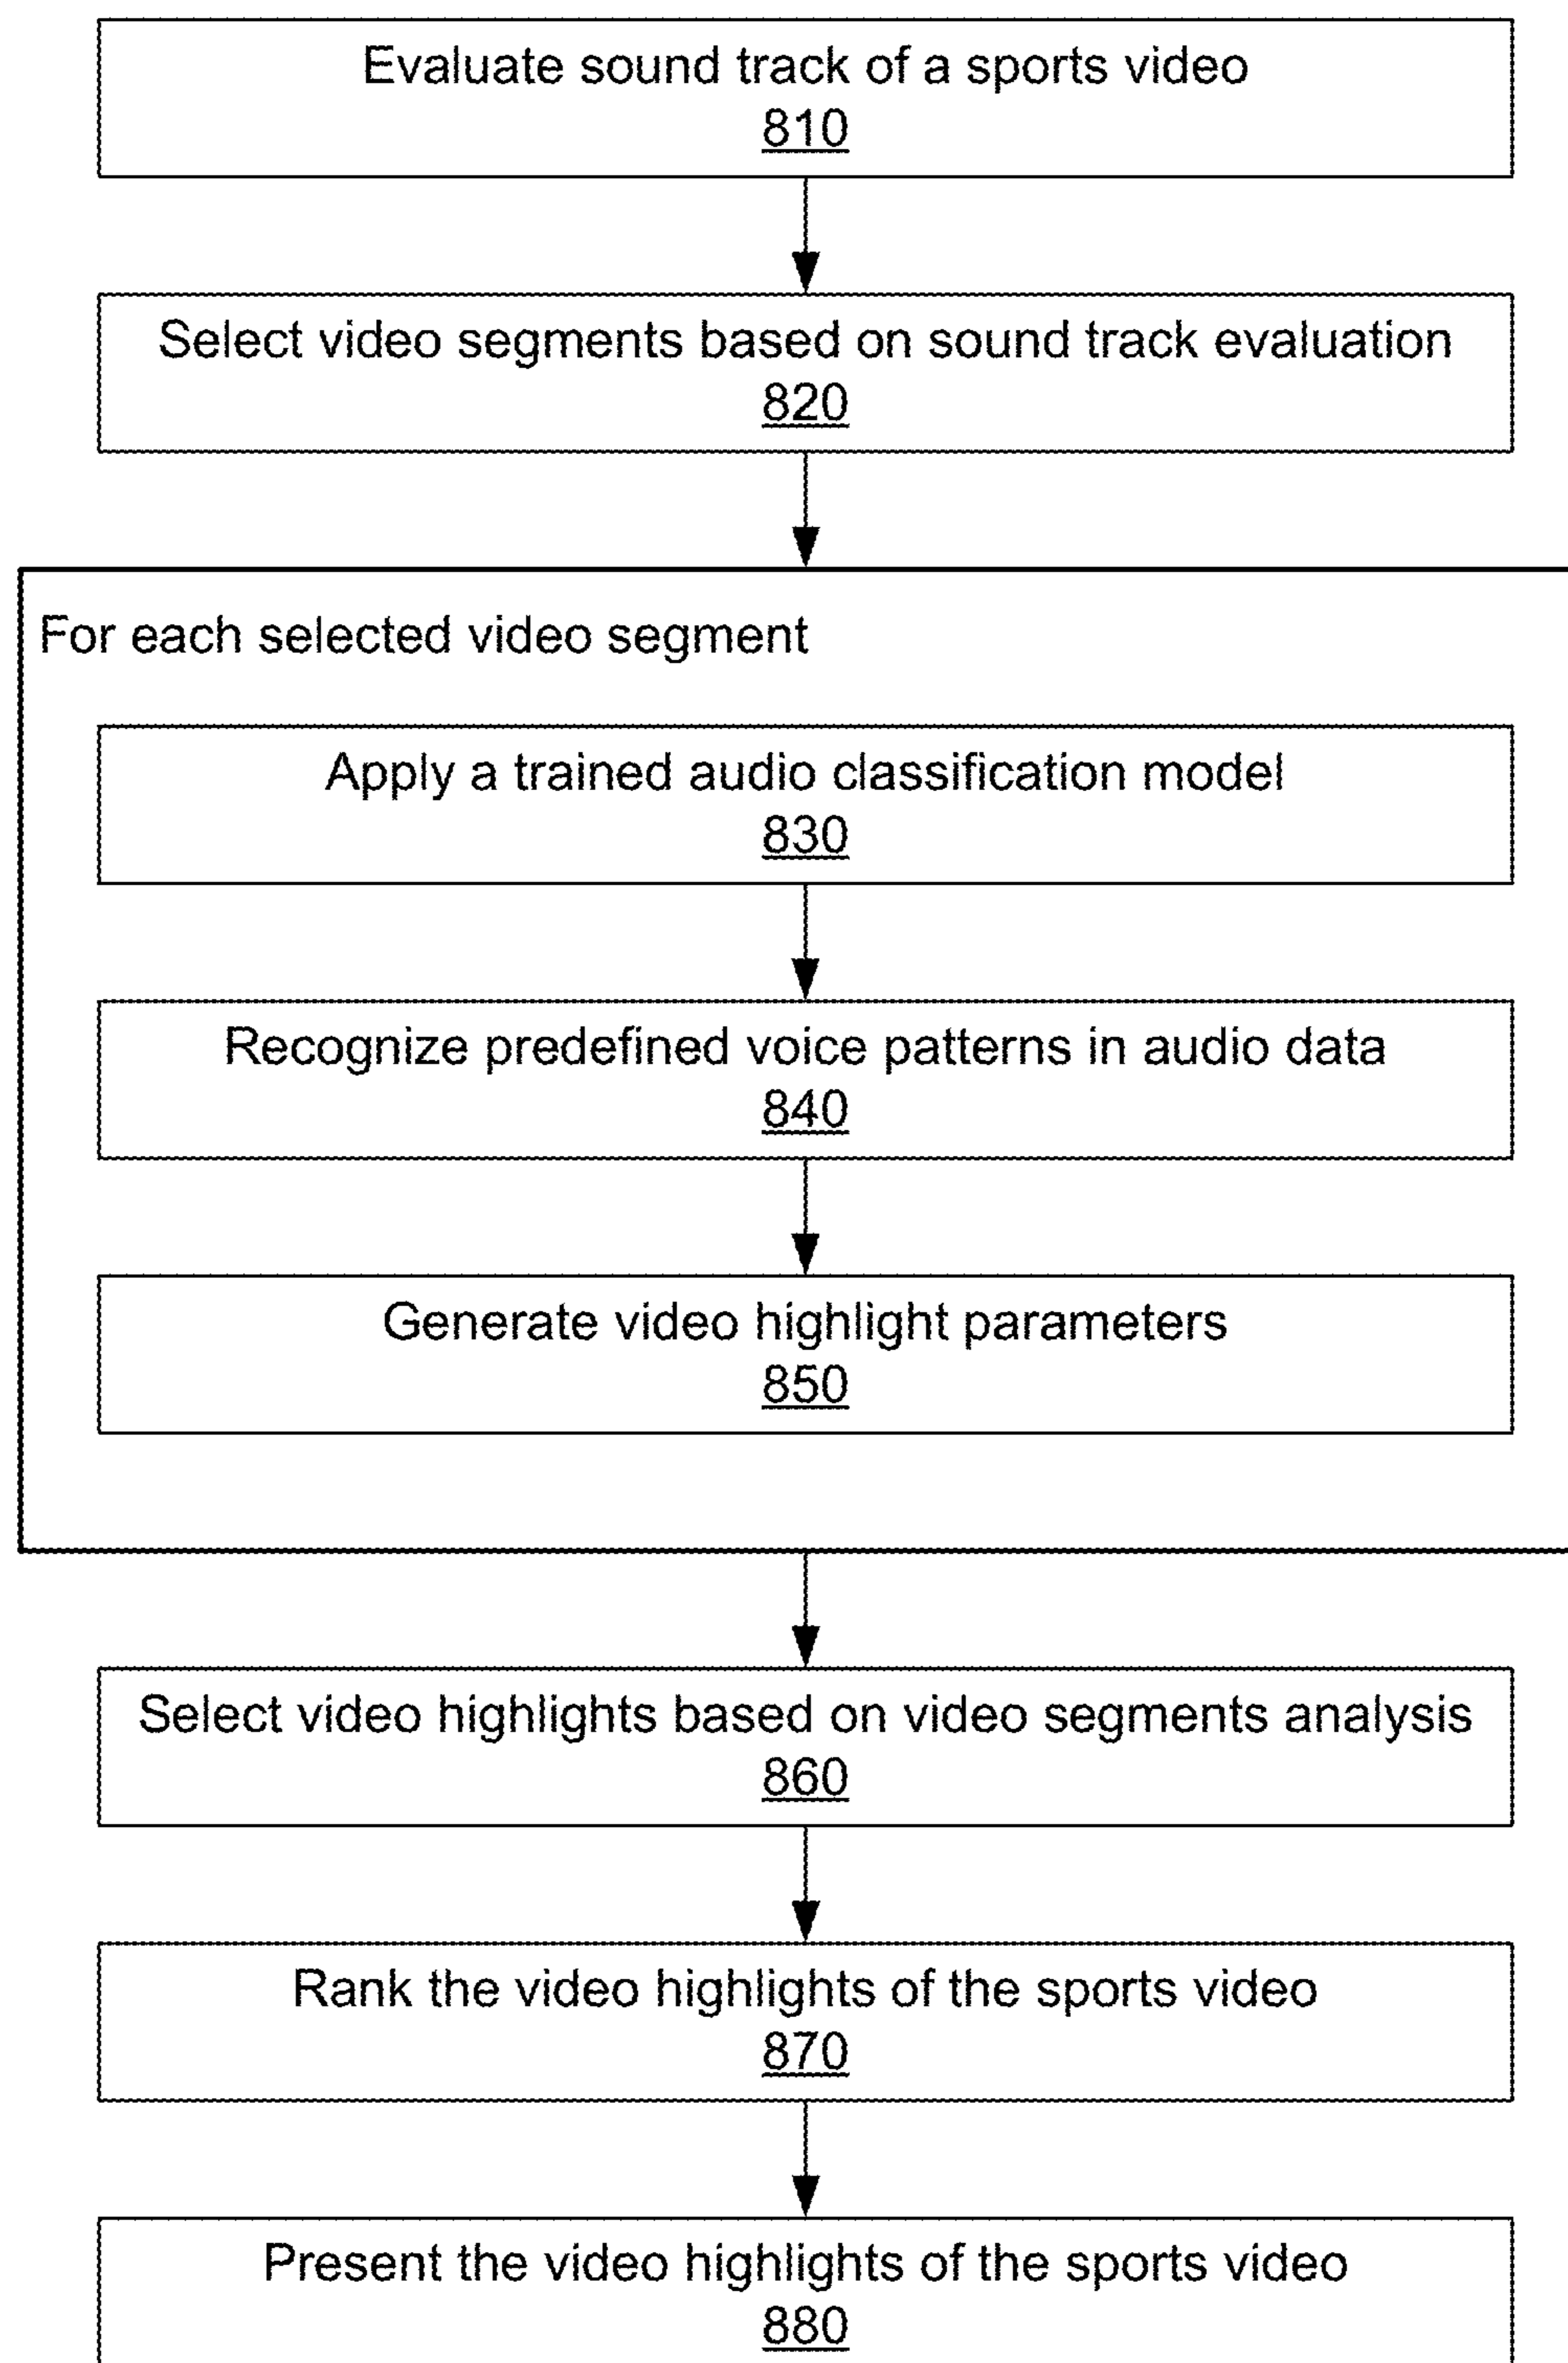 Evaluate sound track of a sports video
810
Select video segments based on sound track evaluation
820
For each selected video segment
Apply a trained audio classification model
830
Recognize predefined voice patterns in audio data
840
Generate video highlight parameters
850
Select video highlights based on video segments analysis
860
Rank the video highlights of the sports video
870
Present the video highlights of the sports video
880